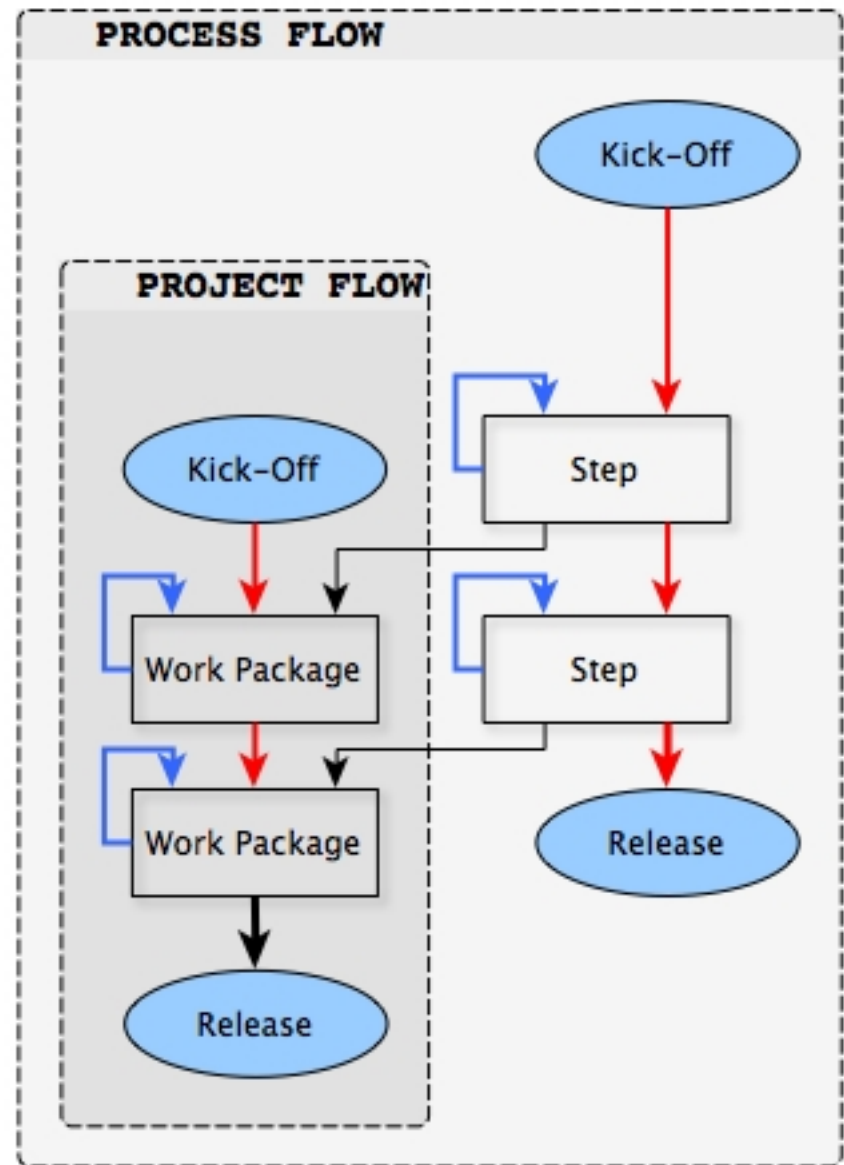 PROCESS FLOW
Kick-Off
PROJECT FLOW
Kick-Off
Step
Work Package
Step
Work Package
Release
Release